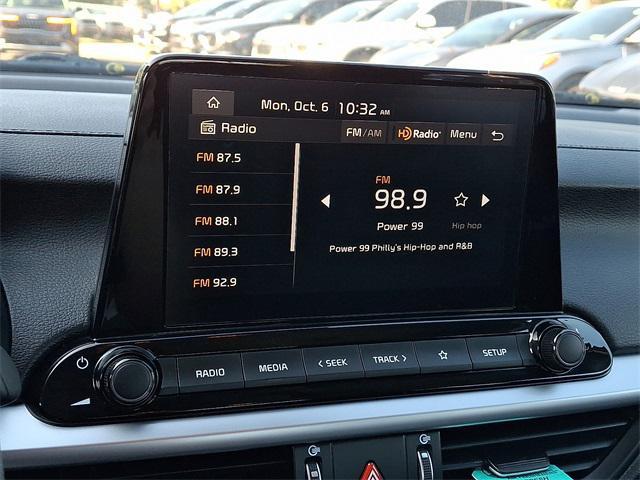 Mon, Oct. 6 10:32 AM
Radio FM/AM HD Radio Menu
FM 87.5
FM 87.9
FM 88.1
FM 89.3
FM 92.9
FM
98.9
Power 99 Hip hop
Power 99 Philly's Hip-Hop and R&B
RADIO MEDIA < SEEK TRACK > SETUP